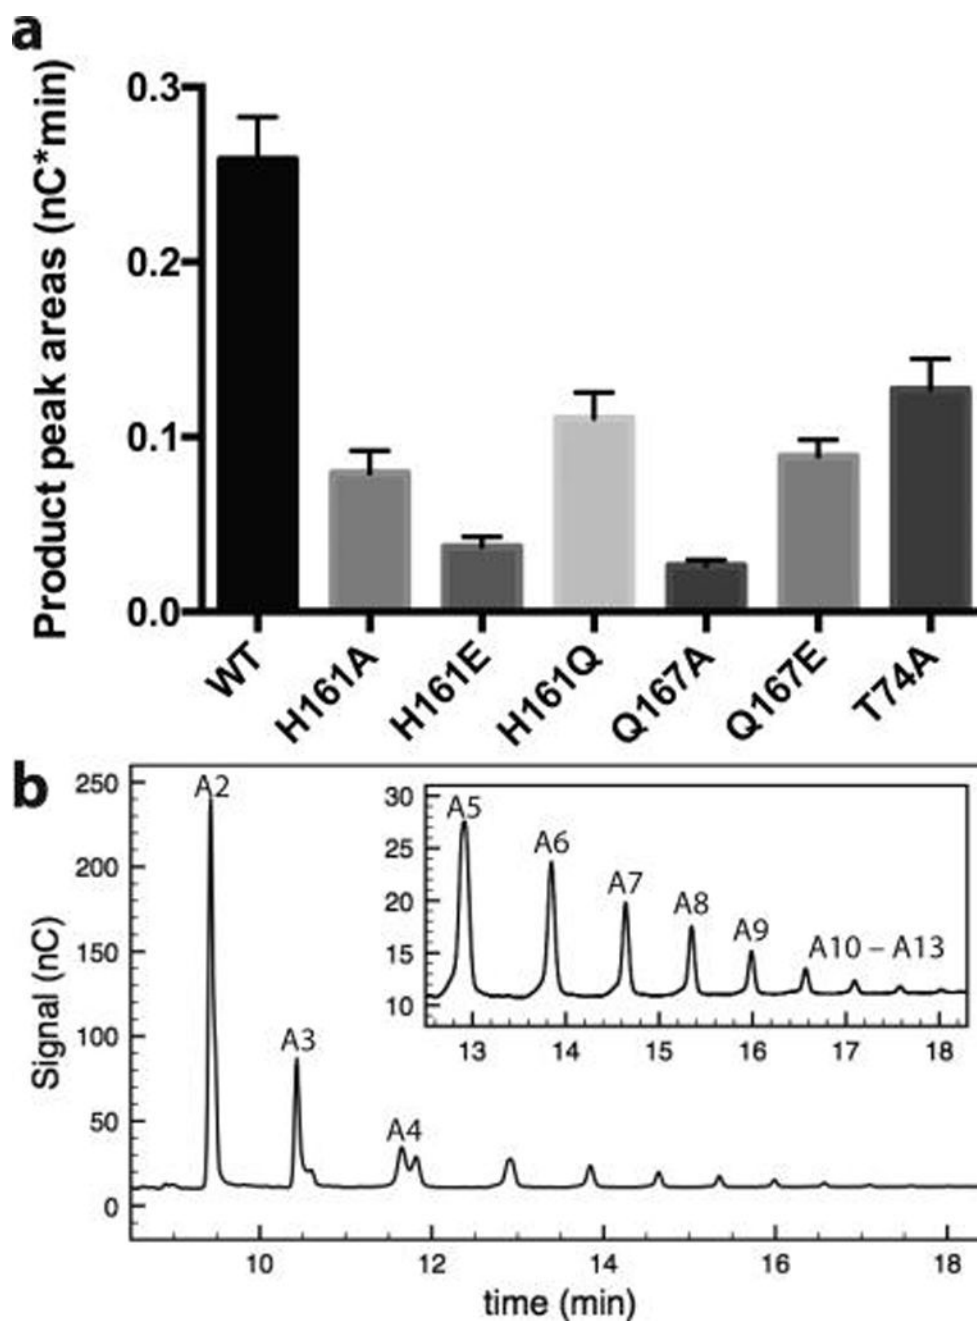 a
Product peak areas (nC*min)
0.3
0.2
0.1
0.0
WT
H161A
H161E
H161Q
Q167A
Q167E
T74A
b
Signal (nC)
250
200
150
100
50
0
A2
A3
A4
10 12 14 16 18
time (min)
30
25
20
15
10
A5
A6
A7
A8
A9
A10 – A13
13 14 15 16 17 18